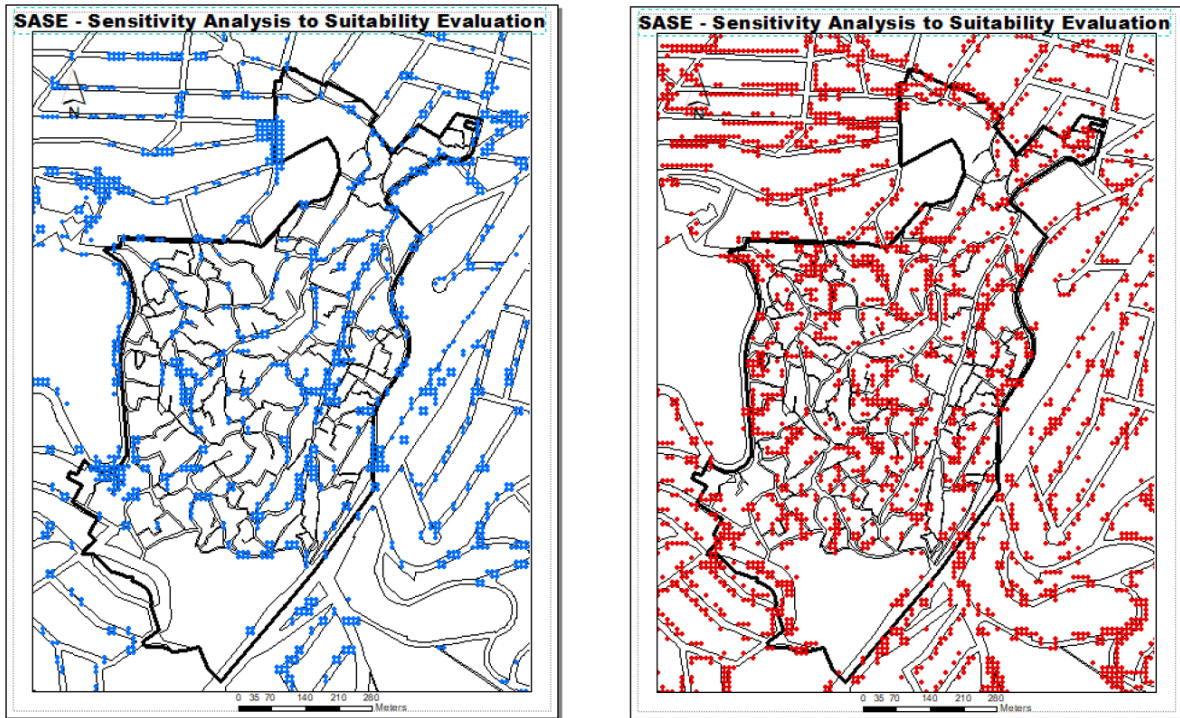 SASE - Sensitivity Analysis to Suitability Evaluation
N
0 35 70 140 210 280
Meters
SASE - Sensitivity Analysis to Suitability Evaluation
N
0 35 70 140 210 280
Meters